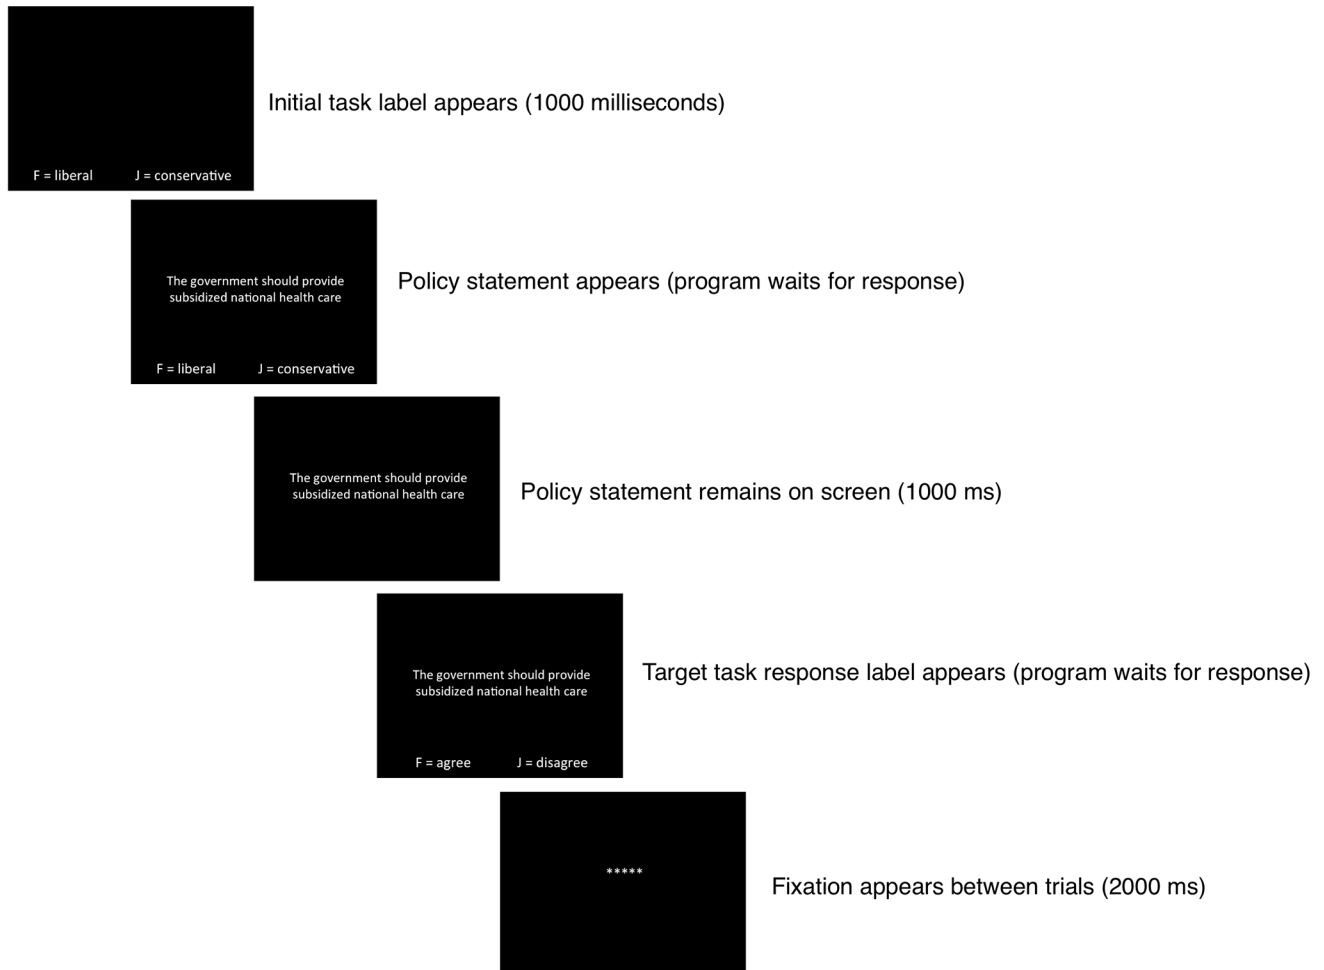 Initial task label appears (1000 milliseconds)
F = liberal J = conservative
The government should provide
subsidized national health care
Policy statement appears (program waits for response)
F = liberal J = conservative
The government should provide
subsidized national health care
Policy statement remains on screen (1000 ms)
The government should provide
subsidized national health care
Target task response label appears (program waits for response)
F = agree J = disagree
*****
Fixation appears between trials (2000 ms)